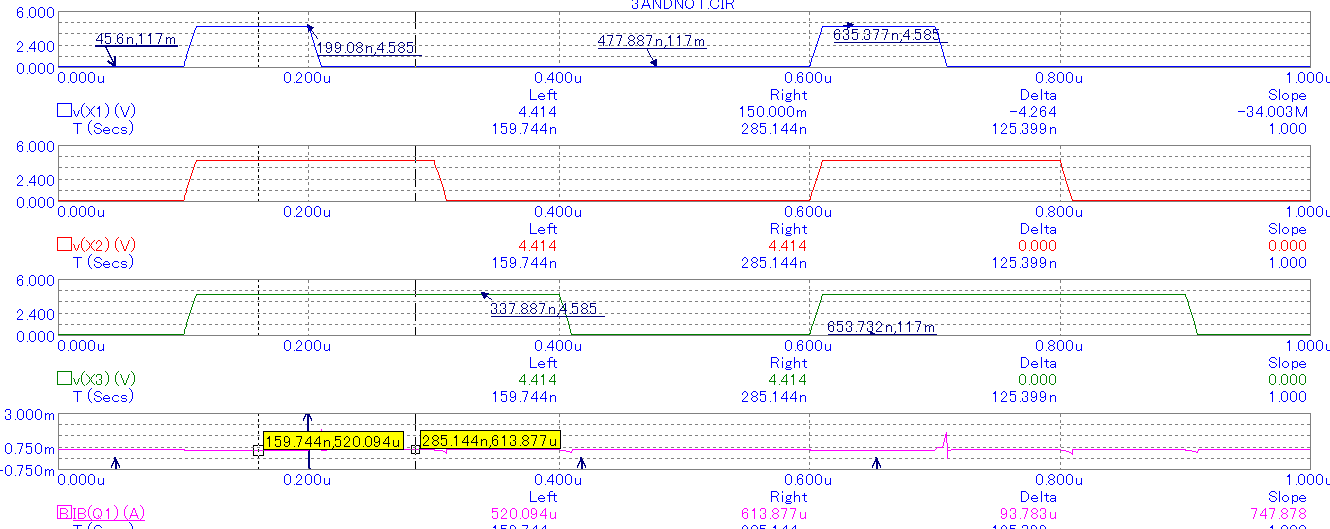 3ANDNOT.CIR
6.000
2.400
0.000
45.6n,117m
199.08n,4.585
477.887n,117m
635.377n,4.585
0.000u 0.200u 0.400u 0.600u 0.800u 1.000u
Left Right Delta Slope
v(X1) (V) 4.414 150.000m -4.264 -34.003M
T (Secs) 159.744n 285.144n 125.399n 1.000
6.000
2.400
0.000
0.000u 0.200u 0.400u 0.600u 0.800u 1.000u
Left Right Delta Slope
v(X2) (V) 4.414 4.414 0.000 0.000
T (Secs) 159.744n 285.144n 125.399n 1.000
6.000
2.400
0.000
337.887n,4.585
653.732n,117m
0.000u 0.200u 0.400u 0.600u 0.800u 1.000u
Left Right Delta Slope
v(X3) (V) 4.414 4.414 0.000 0.000
T (Secs) 159.744n 285.144n 125.399n 1.000
3.000m
0.750m
-0.750m
159.744n,520.094u
285.144n,613.877u
0.000u 0.200u 0.400u 0.600u 0.800u 1.000u
Left Right Delta Slope
B IB(Q1) (A) 520.094u 613.877u 93.783u 747.878